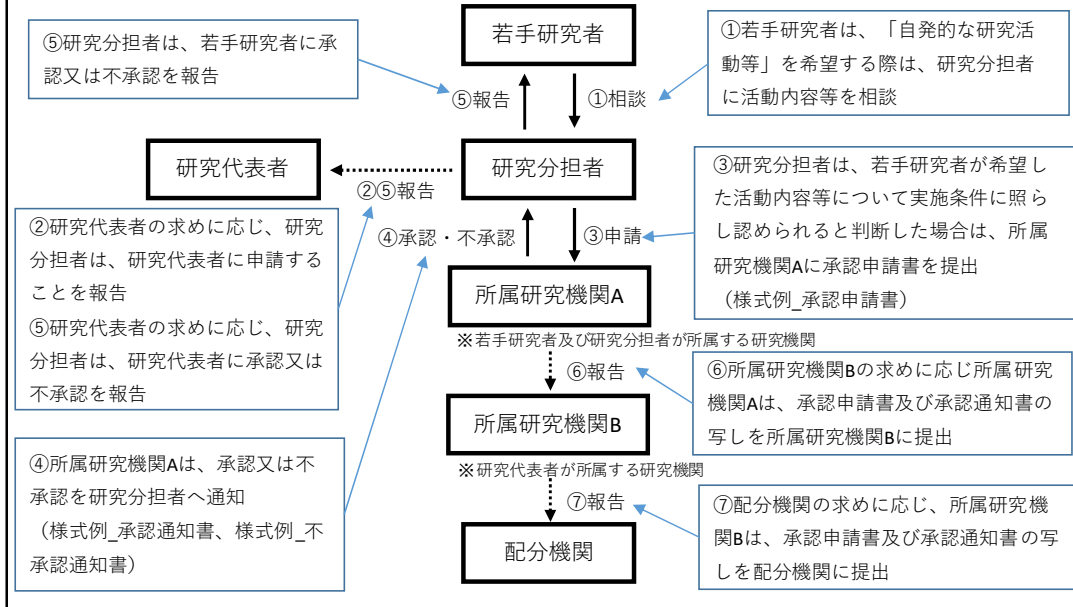 若手研究者
⑤研究分担者は、若手研究者に承
認又は不承認を報告
①若手研究者は、「自発的な研究活
動等」を希望する際は、研究分担者
に活動内容等を相談
⑤報告
①相談
研究代表者
研究分担者
②⑤報告
③研究分担者は、若手研究者が希望し
た活動内容等について実施条件に照ら
し認められると判断した場合は、所属
研究機関Aに承認申請書を提出
（様式例_承認申請書）
②研究代表者の求めに応じ、研究
分担者は、研究代表者に申請する
ことを報告
⑤研究代表者の求めに応じ、研究
分担者は、研究代表者に承認又は
不承認を報告
④承認・不承認
③申請
所属研究機関A
※若手研究者及び研究分担者が所属する研究機関
⑥報告
⑥所属研究機関Bの求めに応じ所属研究
機関Aは、承認申請書及び承認通知書の
写しを所属研究機関Bに提出
所属研究機関B
※研究代表者が所属する研究機関
④所属研究機関Aは、承認又は不
承認を研究分担者へ通知
（様式例_承認通知書、様式例_不
承認通知書）
⑦報告
⑦配分機関の求めに応じ、所属研究機
関Bは、承認申請書及び承認通知書の写
しを配分機関に提出
配分機関